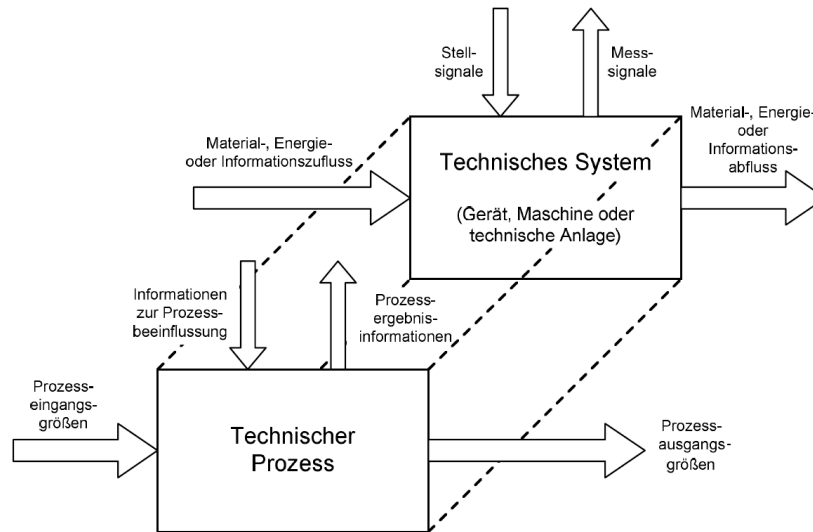 Stell-
signale
Mess-
signale
Material-, Energie-
oder Informationszufluss
Technisches System
(Gerät, Maschine oder
technische Anlage)
Material-, Energie-
oder
Informations-
abfluss
Informationen
zur Prozess-
beeinflussung
Prozess-
ergebnis-
informationen
Prozess-
eingangs-
größen
Technischer
Prozess
Prozess-
ausgangs-
größen